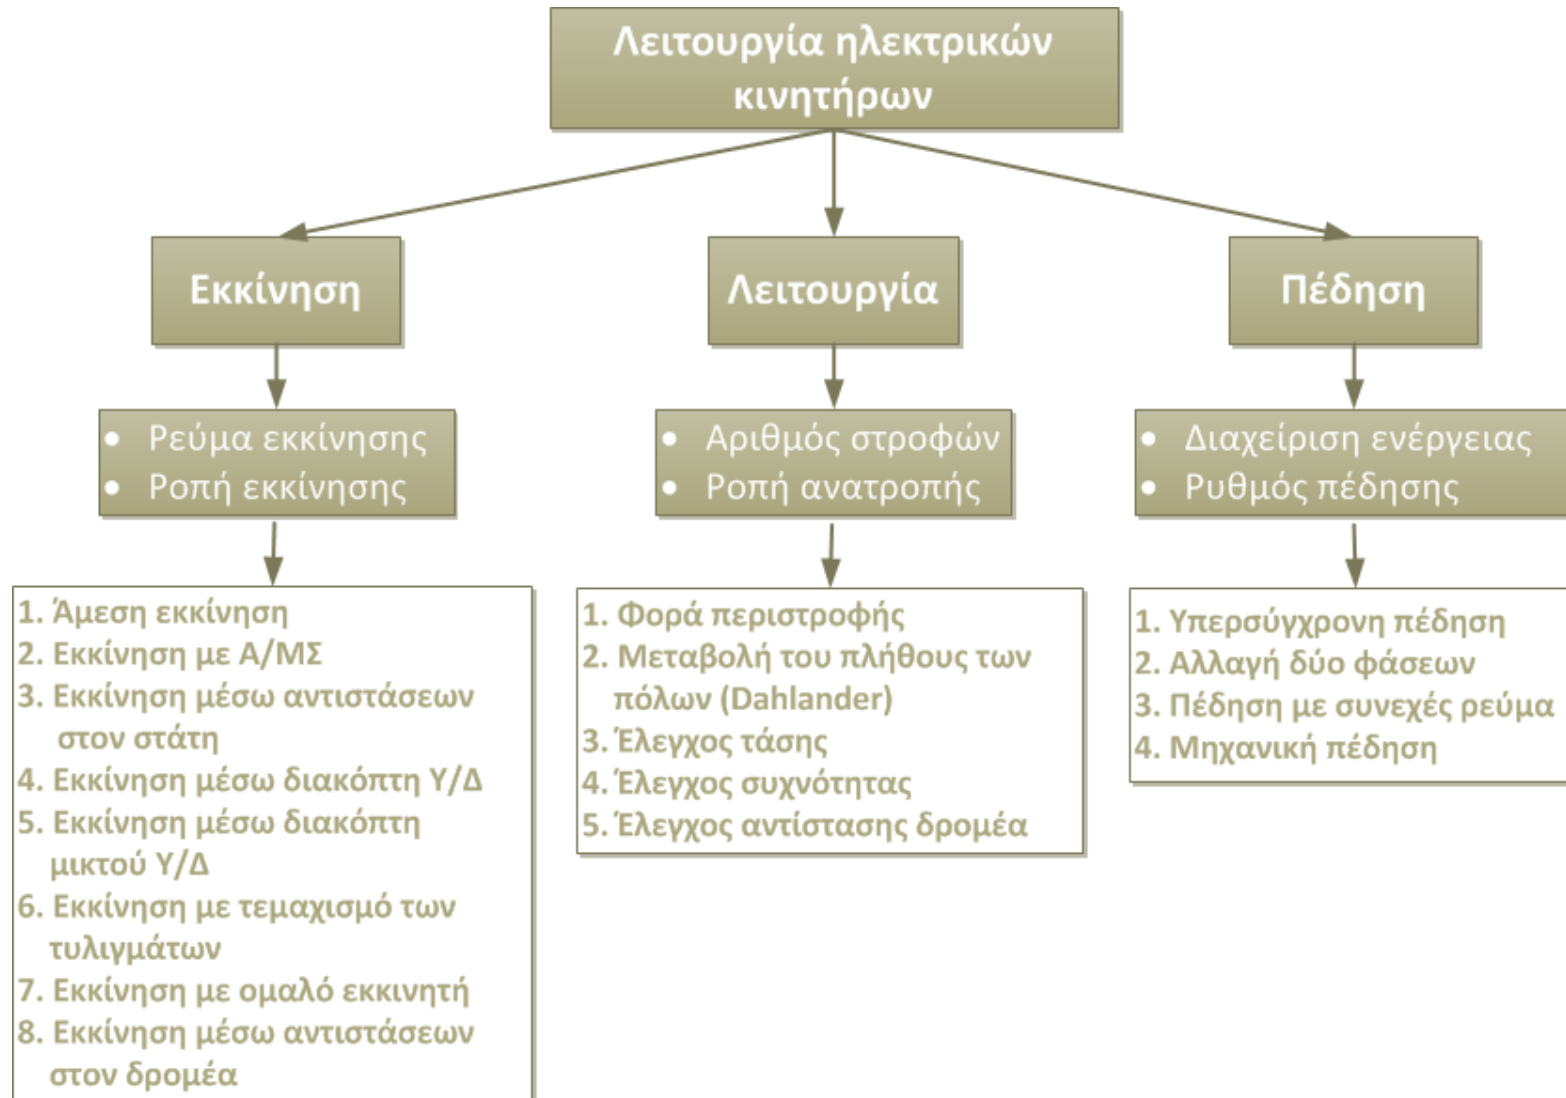 Λειτουργία ηλεκτρικών
κινητήρων
Εκκίνηση
Λειτουργία
Πέδηση
• Ρεύμα εκκίνησης
• Ροπή εκκίνησης
• Αριθμός στροφών
• Ροπή ανατροπής
• Διαχείριση ενέργειας
• Ρυθμός πέδησης
1. Άμεση εκκίνηση
2. Εκκίνηση με Α/ΜΣ
3. Εκκίνηση μέσω αντιστάσεων
στον στάτη
4. Εκκίνηση μέσω διακόπτη Υ/Δ
5. Εκκίνηση μέσω διακόπτη
μικτού Υ/Δ
6. Εκκίνηση με τεμαχισμό των
τυλιγμάτων
7. Εκκίνηση με ομαλό εκκινητή
8. Εκκίνηση μέσω αντιστάσεων
στον δρομέα
1. Φορά περιστροφής
2. Μεταβολή του πλήθους των
πόλων (Dahlander)
3. Έλεγχος τάσης
4. Έλεγχος συχνότητας
5. Έλεγχος αντίστασης δρομέα
1. Υπερσύγχρονη πέδηση
2. Αλλαγή δύο φάσεων
3. Πέδηση με συνεχές ρεύμα
4. Μηχανική πέδηση